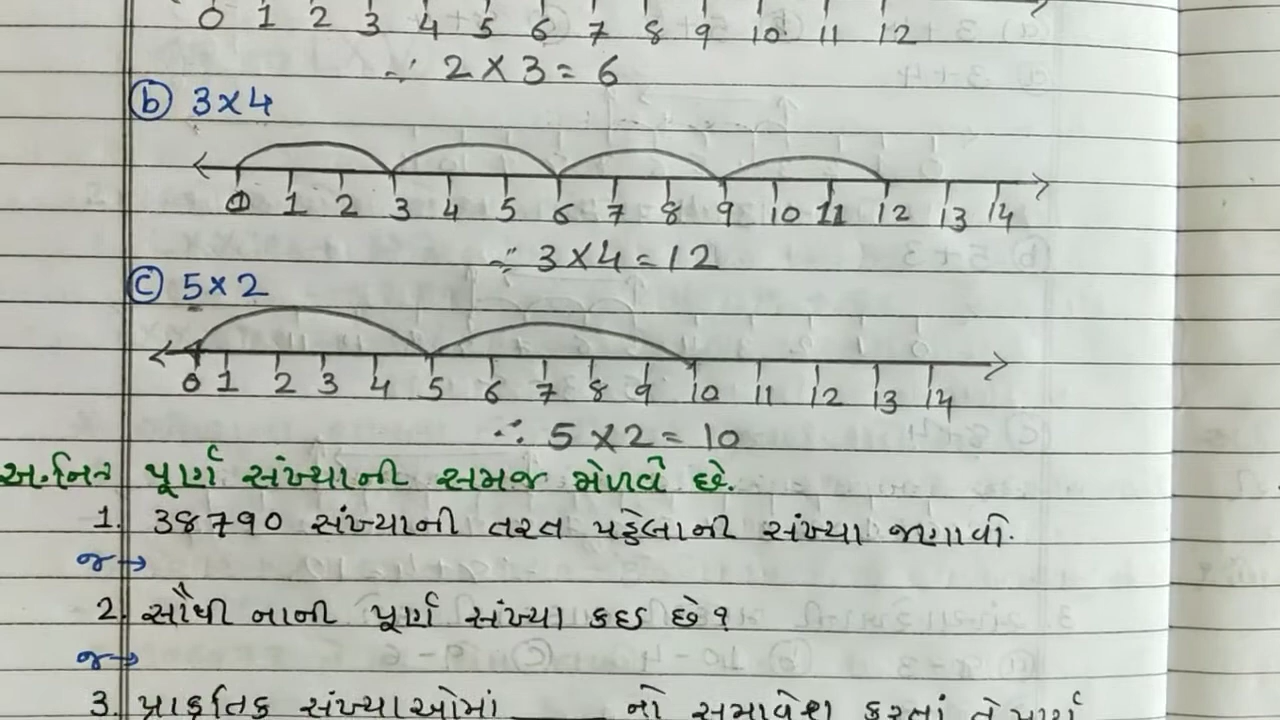 0 1 2 3 4 5 6 7 8 9 10 11 12
∴ 2 × 3 = 6
(b) 3 × 4
0 1 2 3 4 5 6 7 8 9 10 11 12 13 14
∴ 3 × 4 = 12
(c) 5 × 2
0 1 2 3 4 5 6 7 8 9 10 11 12 13 14
∴ 5 × 2 = 10
પૂર્ણ સંખ્યાની સમજ મેળવે છે.
1. 38790 સંખ્યાની તરત પહેલાની સંખ્યા જણાવો.
જ →
2. સૌથી નાની પૂર્ણ સંખ્યા કઇ છે?
જ →
3. પ્રાકૃતિક સંખ્યાઓમાં ____ નો સમાવેશ કરતાં તે પૂર્ણ